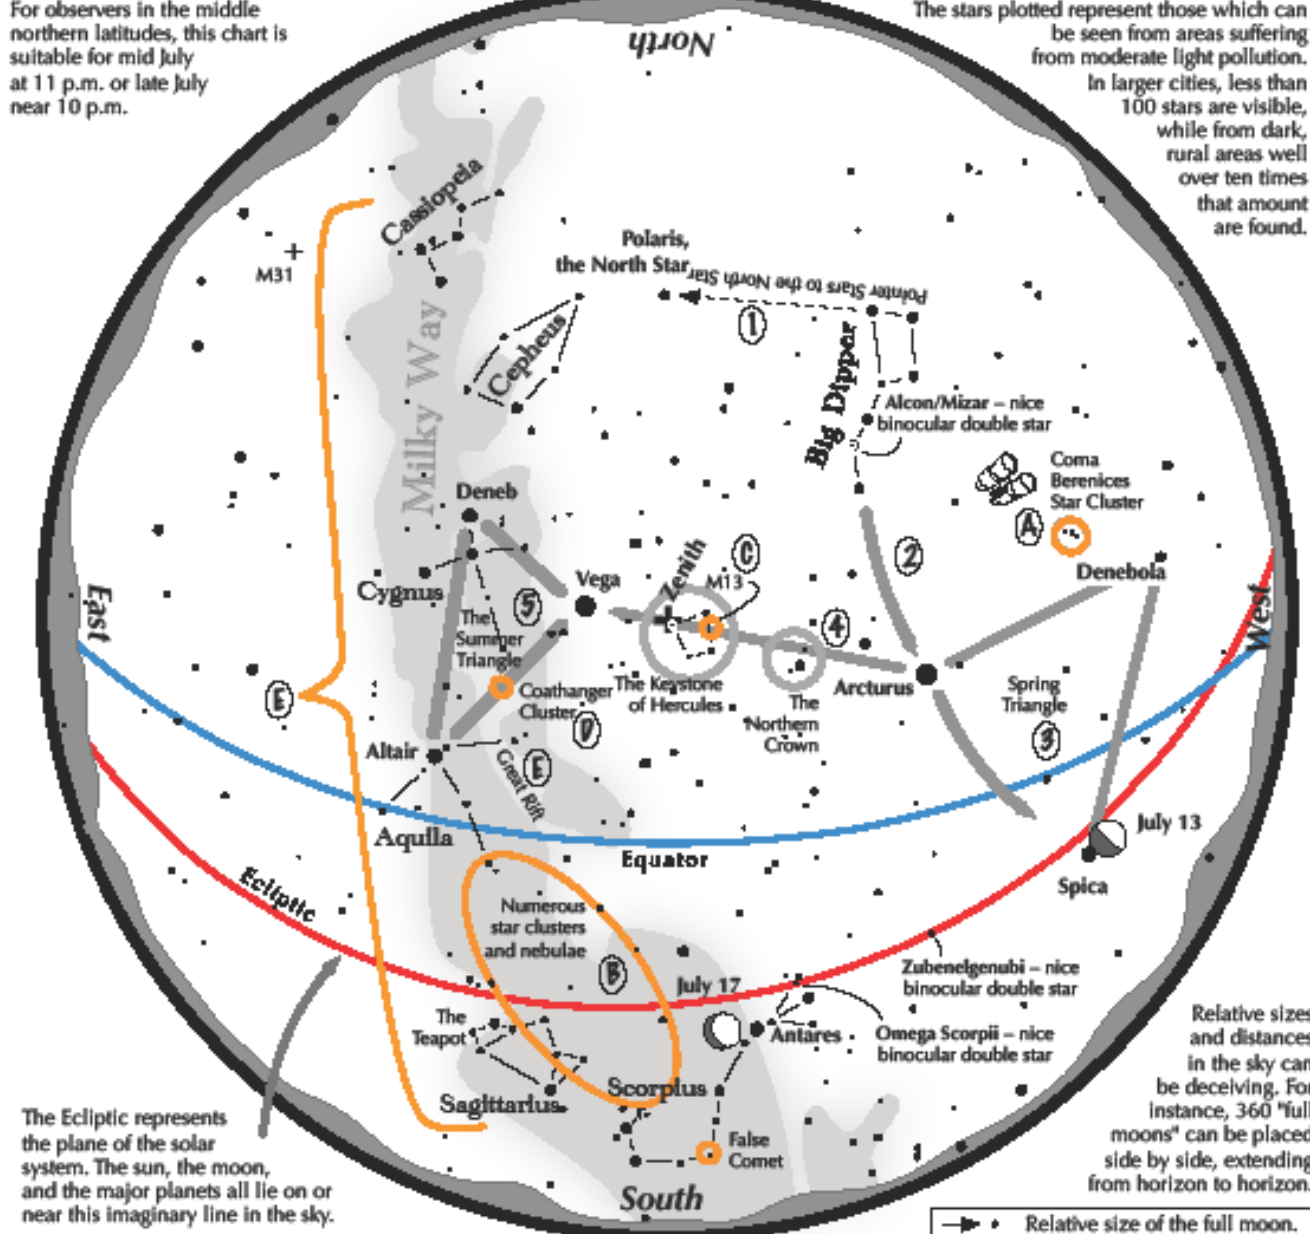 For observers in the middle
northern latitudes, this chart is
suitable for mid July
at 11 p.m. or late July
near 10 p.m.
The stars plotted represent those which can
be seen from areas suffering
from moderate light pollution.
In larger cities, less than
100 stars are visible,
while from dark,
rural areas well
over ten times
that amount
are found.
North
Cassiopeia
M31
Polaris,
the North Star
Pointer Stars to the North Star
1
Cepheus
Milky Way
Big Dipper
Alcon/Mizar – nice
binocular double star
Coma
Berenices
Star Cluster
A
Deneb
Zenith
C
M13
2
Denebola
Vega
Cygnus
5
The
Summer
Triangle
4
East
West
Coathanger
Cluster
D
The Keystone
of Hercules
The
Northern
Crown
Arcturus
Spring
Triangle
3
E
Altair
Great Rift
E
Aquila
Equator
July 13
Spica
Ecliptic
Numerous
star clusters
and nebulae
B
July 17
Zubenelgenubi – nice
binocular double star
The
Teapot
Antares
Omega Scorpii – nice
binocular double star
Sagittarius
Scorpius
False
Comet
South
The Ecliptic represents
the plane of the solar
system. The sun, the moon,
and the major planets all lie on or
near this imaginary line in the sky.
Relative sizes
and distances
in the sky can
be deceiving. For
instance, 360 "full
moons" can be placed
side by side, extending
from horizon to horizon.
Relative size of the full moon.